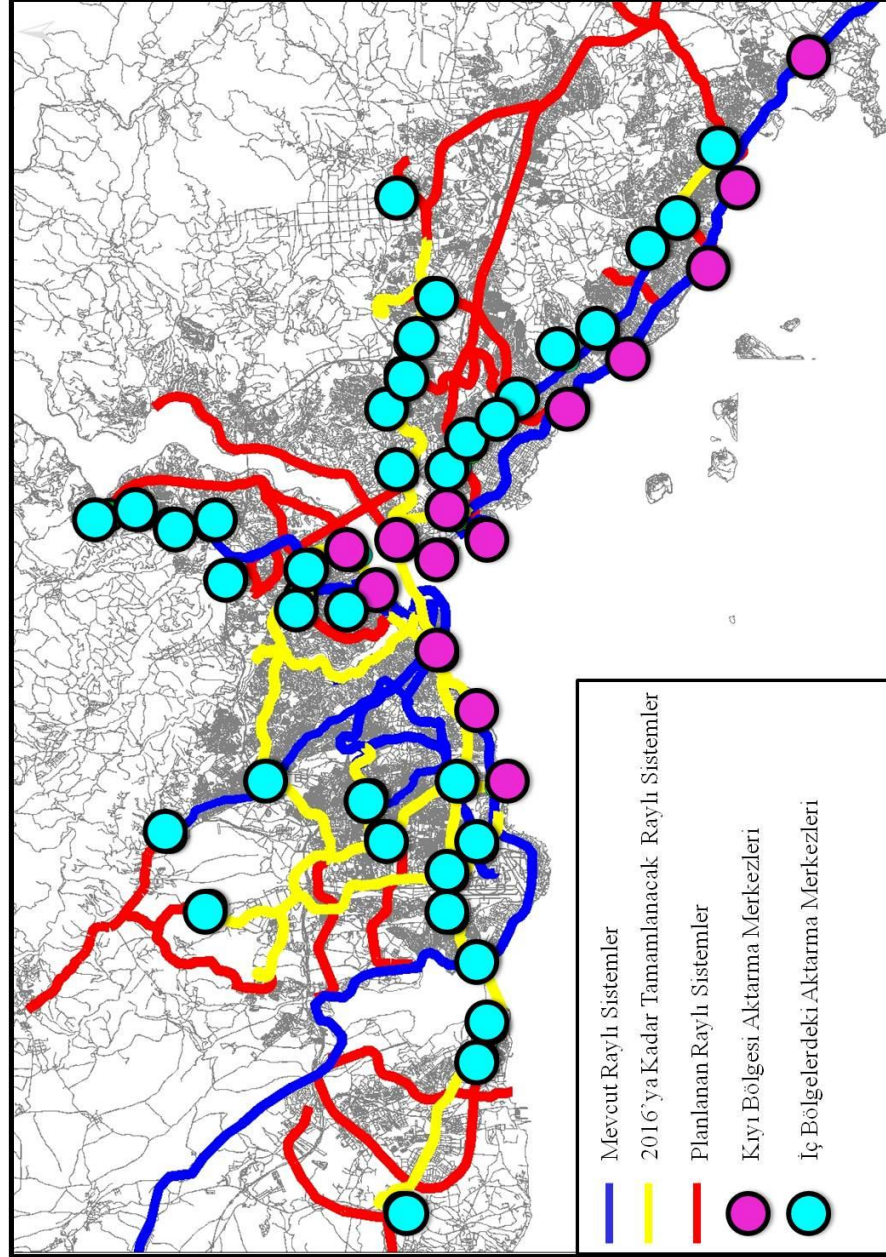 Mevcut Raylı Sistemler
2016`ya Kadar Tamamlanacak Raylı Sistemler
Planlanan Raylı Sistemler
Kıyı Bölgesi Aktarma Merkezleri
İç Bölgelerdeki Aktarma Merkezleri